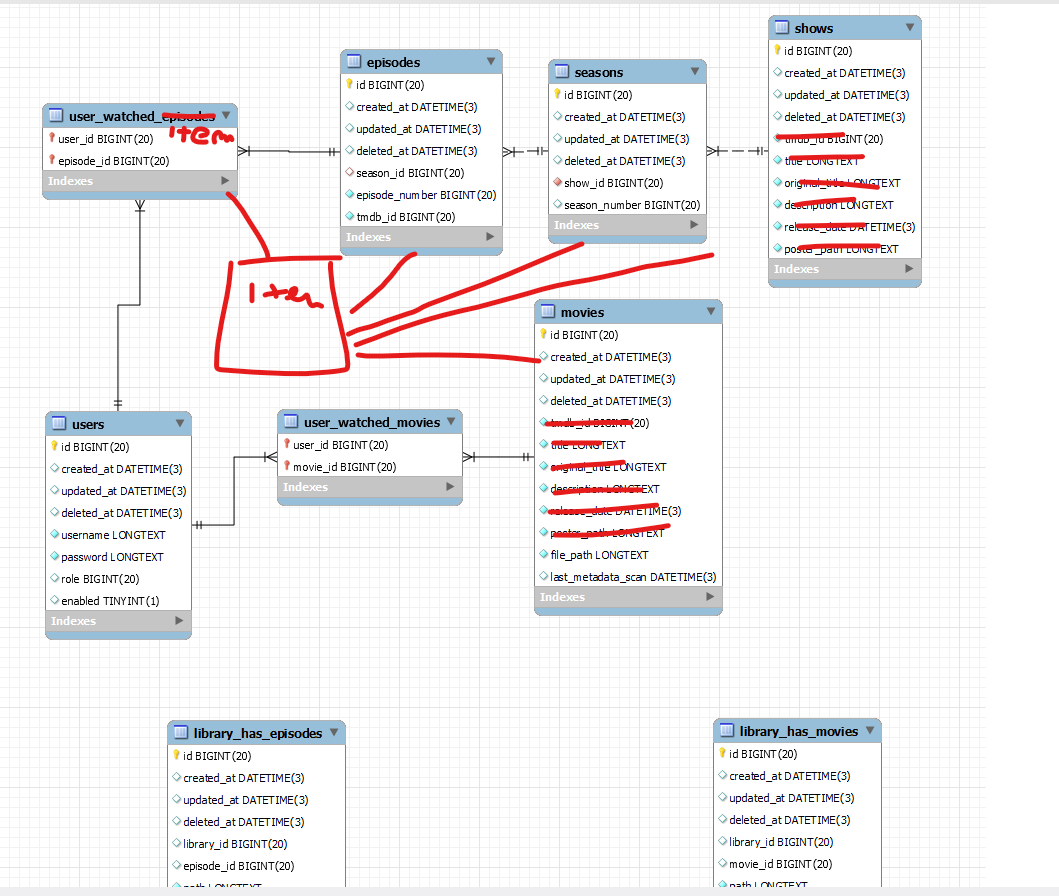 shows
id BIGINT(20)
created_at DATETIME(3)
updated_at DATETIME(3)
deleted_at DATETIME(3)
tmdb_id BIGINT(20)
title LONGTEXT
original_title LONGTEXT
description LONGTEXT
release_date DATETIME(3)
poster_path LONGTEXT
Indexes
episodes
id BIGINT(20)
created_at DATETIME(3)
updated_at DATETIME(3)
deleted_at DATETIME(3)
season_id BIGINT(20)
episode_number BIGINT(20)
tmdb_id BIGINT(20)
Indexes
seasons
id BIGINT(20)
created_at DATETIME(3)
updated_at DATETIME(3)
deleted_at DATETIME(3)
show_id BIGINT(20)
season_number BIGINT(20)
Indexes
user_watched_episodes
item
user_id BIGINT(20)
episode_id BIGINT(20)
Indexes
Item
movies
id BIGINT(20)
created_at DATETIME(3)
updated_at DATETIME(3)
deleted_at DATETIME(3)
tmdb_id BIGINT(20)
title LONGTEXT
original_title LONGTEXT
description LONGTEXT
release_date DATETIME(3)
poster_path LONGTEXT
file_path LONGTEXT
last_metadata_scan DATETIME(3)
Indexes
users
id BIGINT(20)
created_at DATETIME(3)
updated_at DATETIME(3)
deleted_at DATETIME(3)
username LONGTEXT
password LONGTEXT
role BIGINT(20)
enabled TINYINT(1)
Indexes
user_watched_movies
user_id BIGINT(20)
movie_id BIGINT(20)
Indexes
library_has_episodes
id BIGINT(20)
created_at DATETIME(3)
updated_at DATETIME(3)
deleted_at DATETIME(3)
library_id BIGINT(20)
episode_id BIGINT(20)
path LONGTEXT
library_has_movies
id BIGINT(20)
created_at DATETIME(3)
updated_at DATETIME(3)
deleted_at DATETIME(3)
library_id BIGINT(20)
movie_id BIGINT(20)
path LONGTEXT